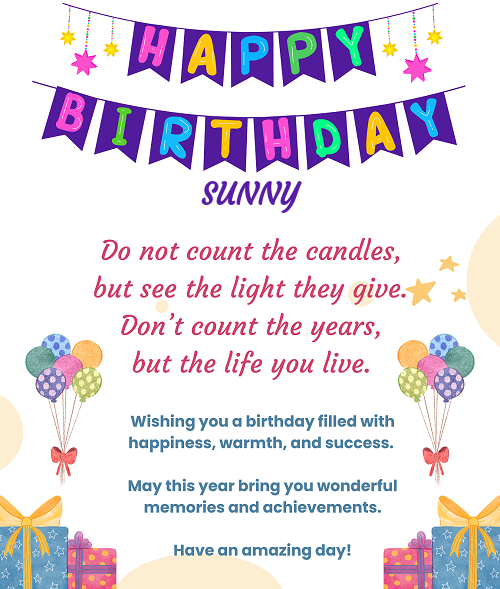 HAPPY
BIRTHDAY
SUNNY
Do not count the candles,
but see the light they give.
Don't count the years,
but the life you live.
Wishing you a birthday filled with
happiness, warmth, and success.
May this year bring you wonderful
memories and achievements.
Have an amazing day!